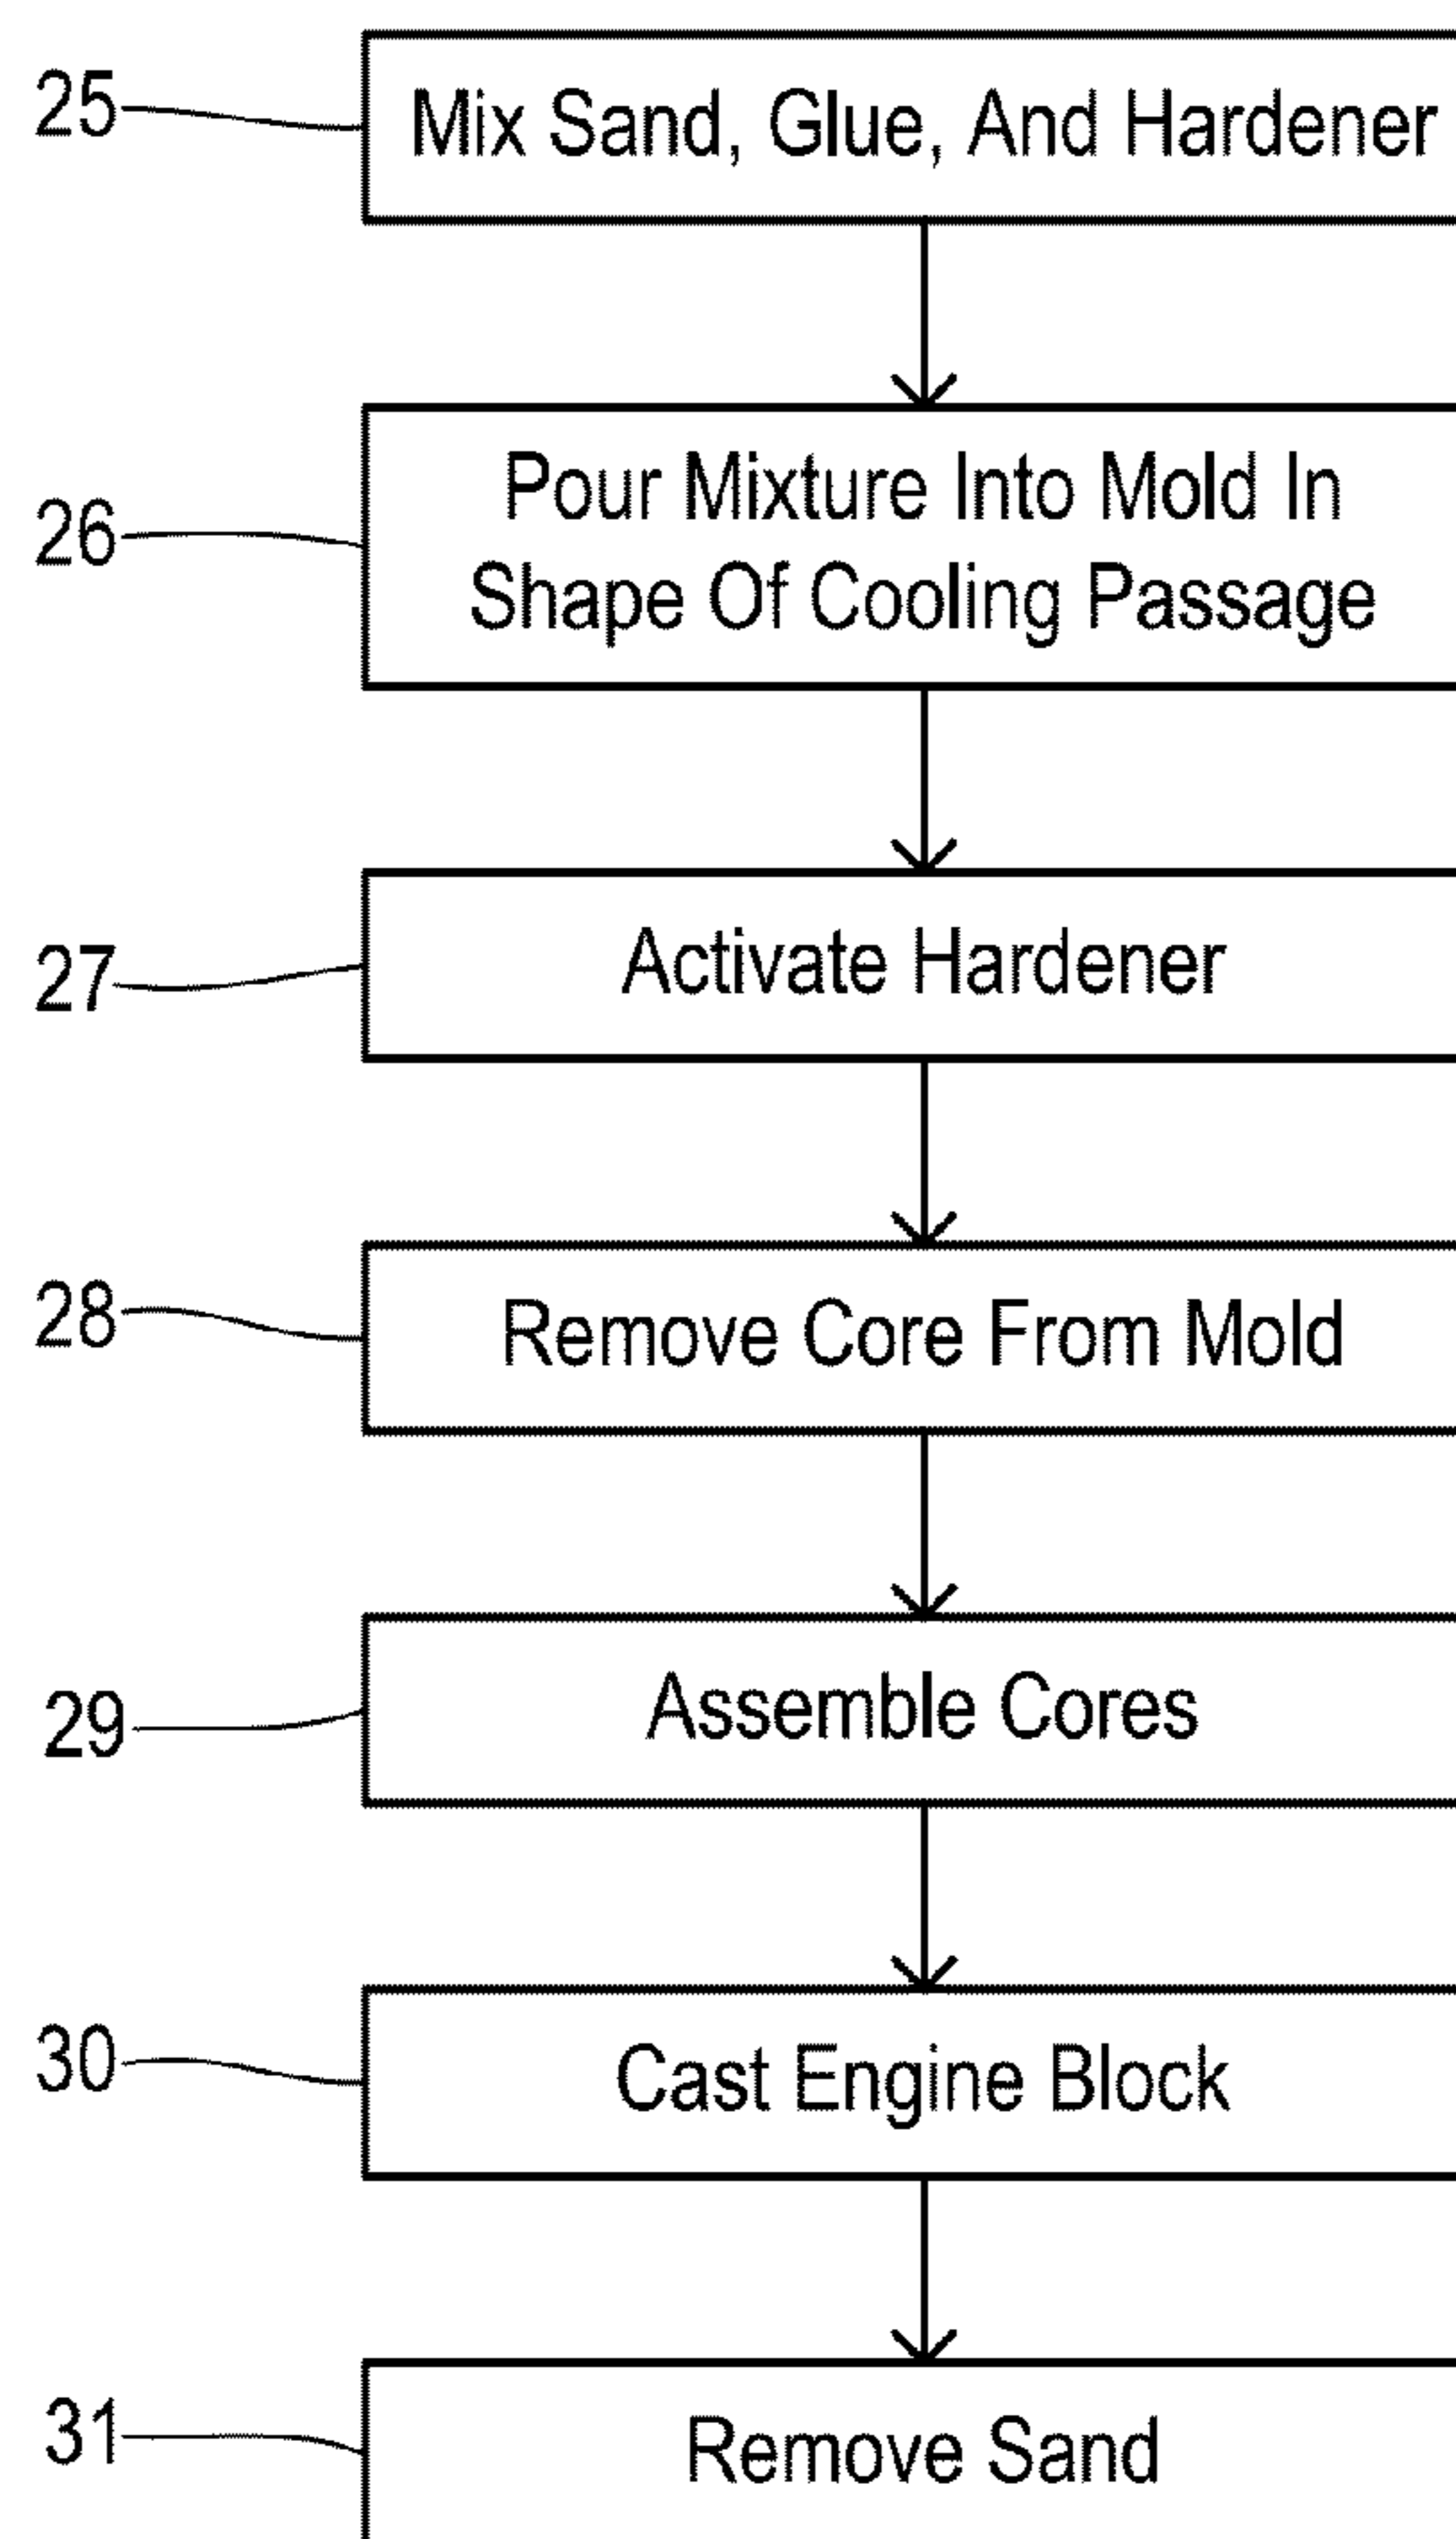 25
Mix Sand, Glue, And Hardener
26
Pour Mixture Into Mold In
Shape Of Cooling Passage
27
Activate Hardener
28
Remove Core From Mold
29
Assemble Cores
30
Cast Engine Block
31
Remove Sand